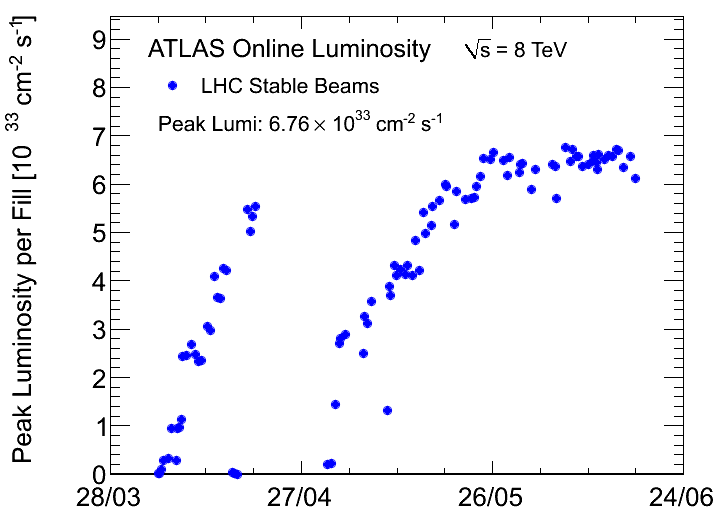 ATLAS Online Luminosity √s = 8 TeV
LHC Stable Beams
Peak Lumi: 6.76 × 10³³ cm⁻² s⁻¹
Peak Luminosity per Fill [10³³ cm⁻² s⁻¹]
9
8
7
6
5
4
3
2
1
0
28/03 27/04 26/05 24/06